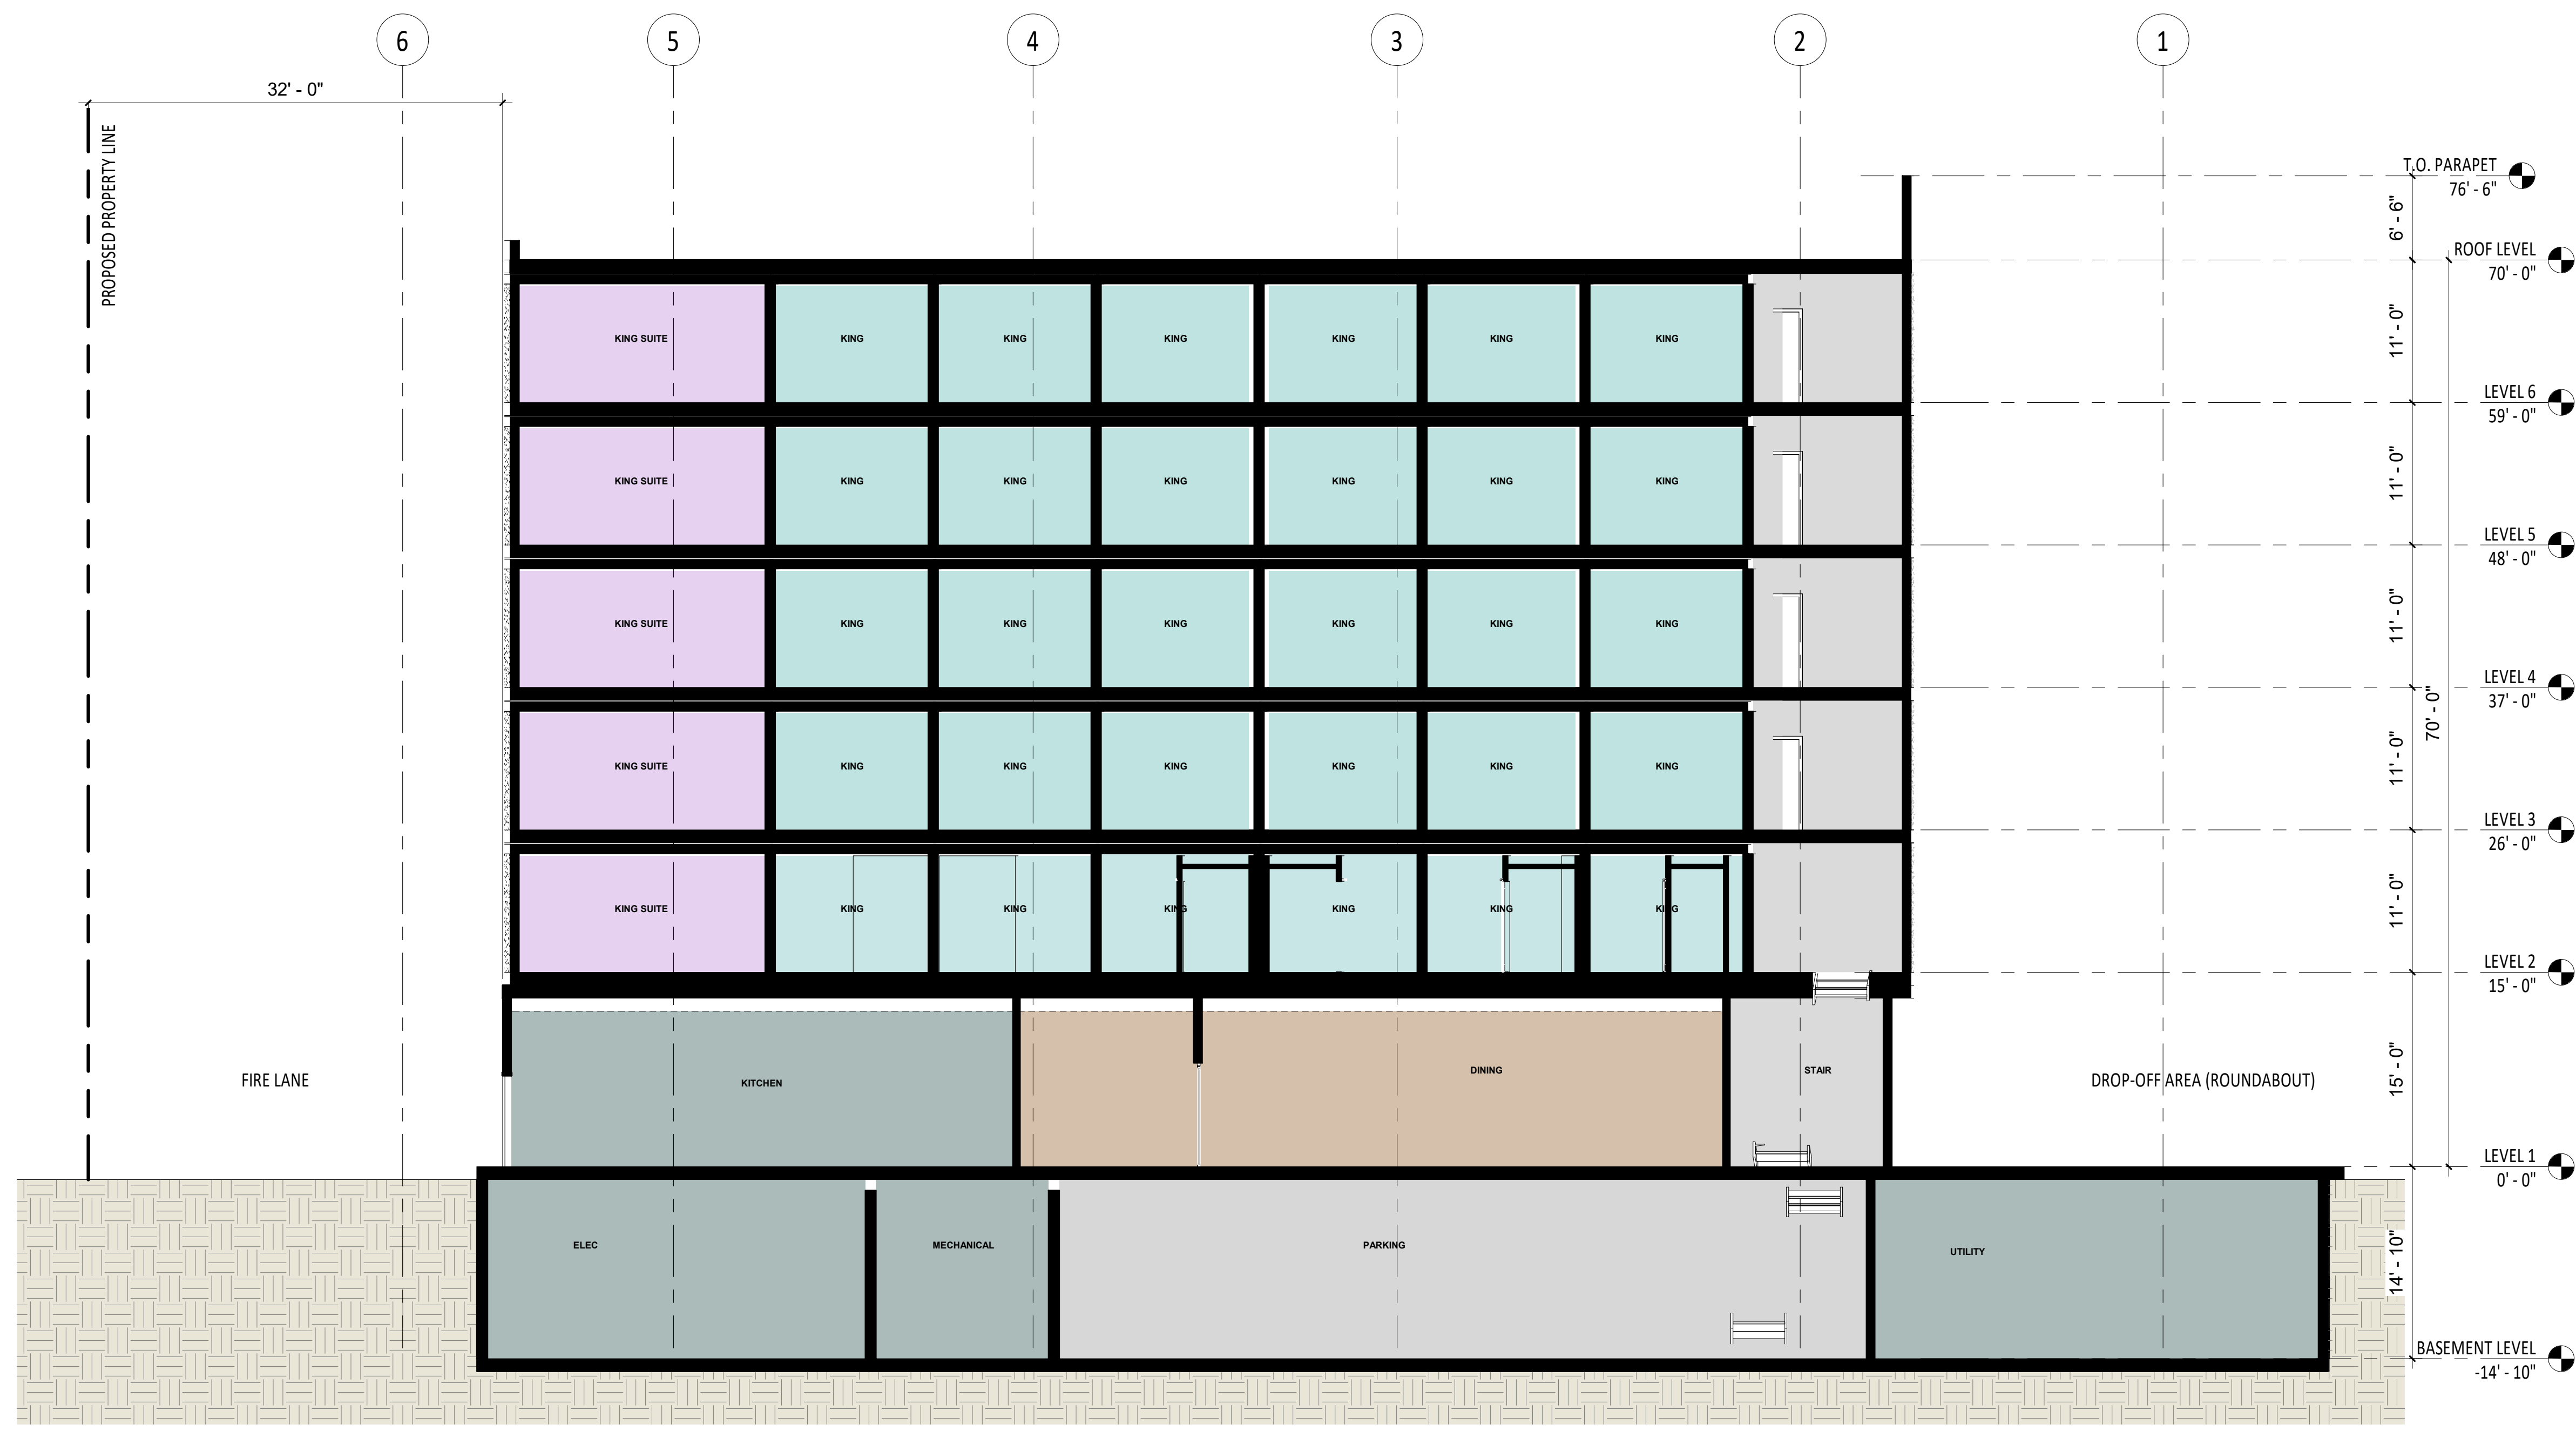 6 5 4 3 2 1
32' - 0"
PROPOSED PROPERTY LINE
T.O. PARAPET
76' - 6"
6' - 6"
ROOF LEVEL
70' - 0"
KING SUITE KING KING KING KING KING KING
11' - 0"
LEVEL 6
59' - 0"
KING SUITE KING KING KING KING KING KING
11' - 0"
LEVEL 5
48' - 0"
KING SUITE KING KING KING KING KING KING
11' - 0"
LEVEL 4
37' - 0"
70' - 0"
KING SUITE KING KING KING KING KING KING
11' - 0"
LEVEL 3
26' - 0"
KING SUITE KING KING KING KING KING KING
11' - 0"
LEVEL 2
15' - 0"
FIRE LANE
KITCHEN
DINING
STAIR
DROP-OFF AREA (ROUNDABOUT)
15' - 0"
LEVEL 1
0' - 0"
ELEC
MECHANICAL
PARKING
UTILITY
14' - 10"
BASEMENT LEVEL
-14' - 10"